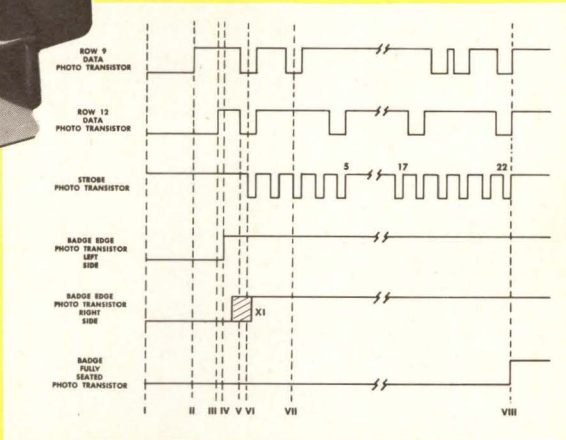 ROW 9
DATA
PHOTO TRANSISTOR
ROW 12
DATA
PHOTO TRANSISTOR
STROBE
PHOTO TRANSISTOR
5
17
22
BADGE EDGE
PHOTO TRANSISTOR
LEFT
SIDE
BADGE EDGE
PHOTO TRANSISTOR
RIGHT
SIDE
XI
BADGE
FULLY
SEATED
PHOTO TRANSISTOR
I II III IV V VI VII VIII